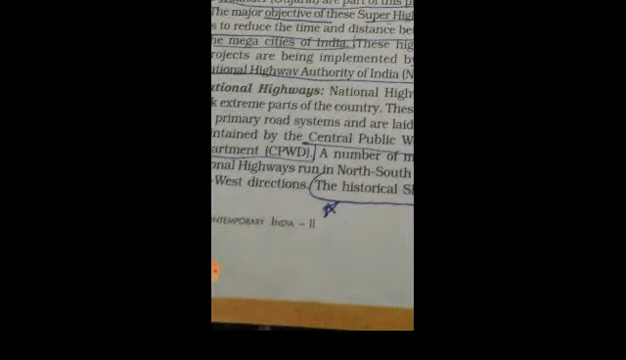 (Gujarat) are part of this
The major objective of these Super Hig
s to reduce the time and distance be
he mega cities of India. These hig
rojects are being implemented by
ational Highway Authority of India (N
ational Highways: National High
k extreme parts of the country. Thes
primary road systems and are laid
ntained by the Central Public W
artment (CPWD). A number of m
onal Highways run in North-South
-West directions. The historical S
ONTEMPORARY INDIA – II